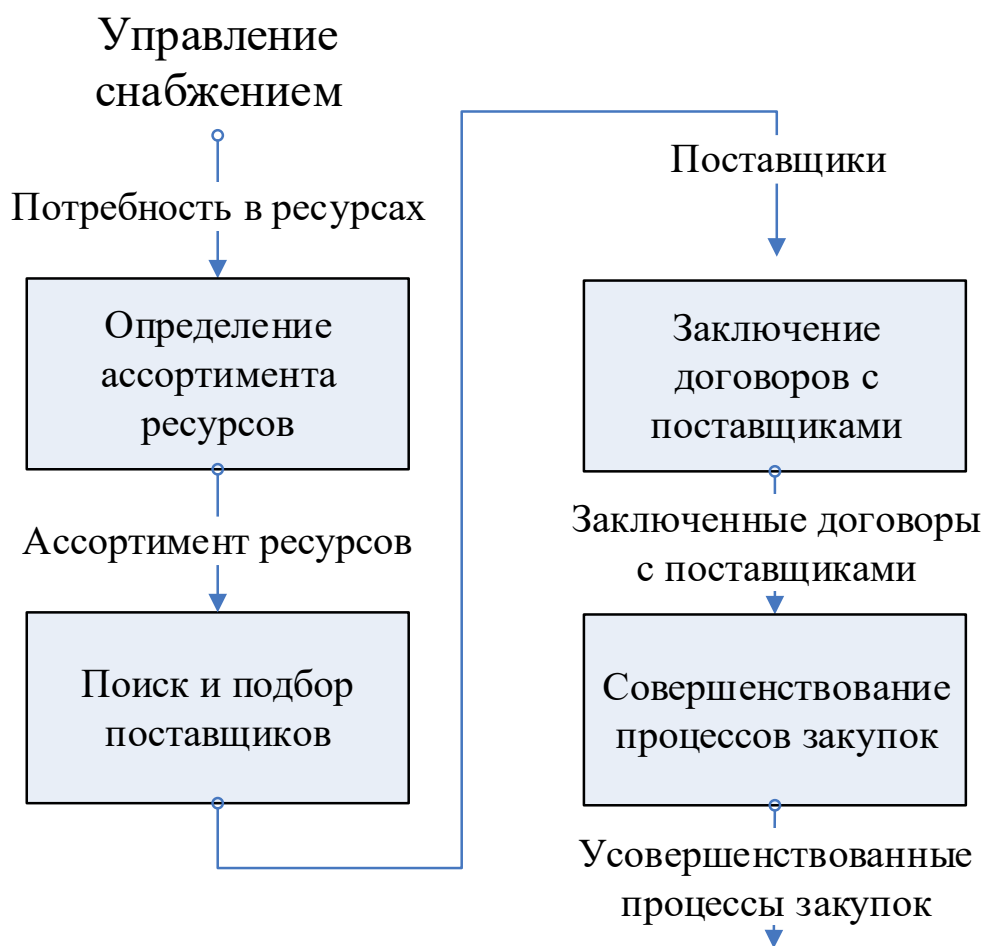 Управление
снабжением
Потребность в ресурсах
Определение
ассортимента
ресурсов
Ассортимент ресурсов
Поиск и подбор
поставщиков
Поставщики
Заключение
договоров с
поставщиками
Заключенные договоры
с поставщиками
Совершенствование
процессов закупок
Усовершенствованные
процессы закупок